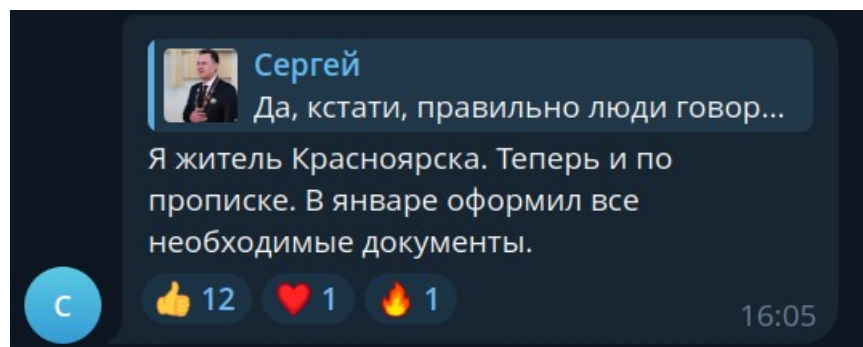 Сергей
Да, кстати, правильно люди говор...
Я житель Красноярска. Теперь и по
прописке. В январе оформил все
необходимые документы.
С
12
1
1
16:05